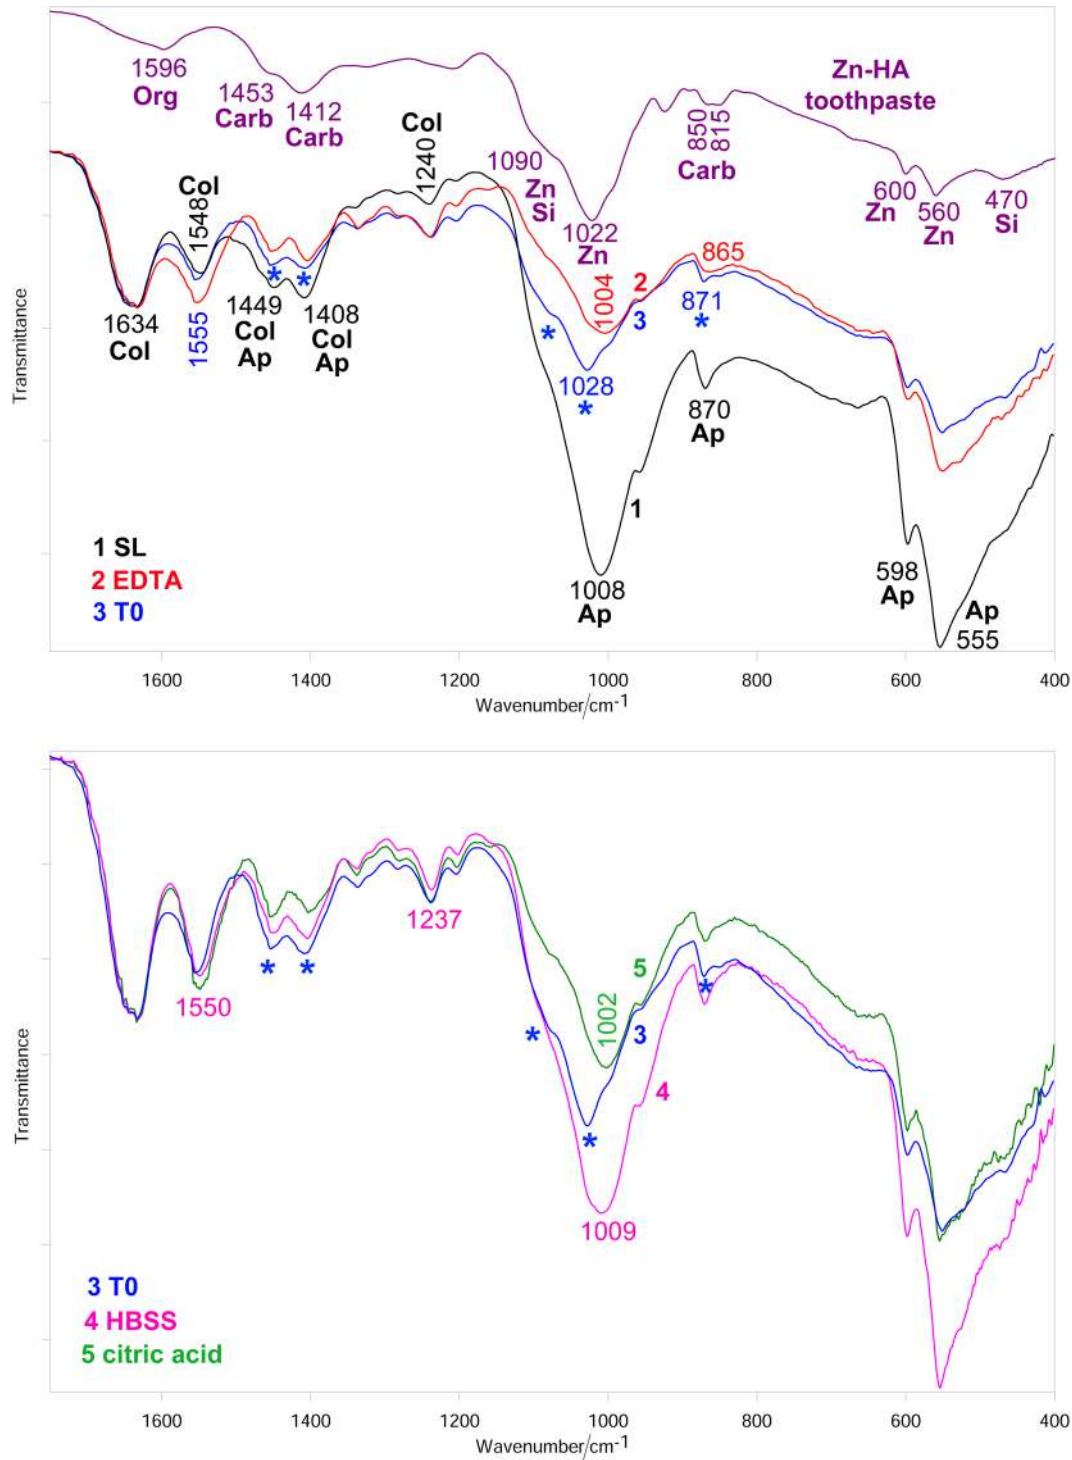 1596
Org
1453
Carb
1412
Carb
Col
1240
1548
Col
1090
Zn
Si
1022
Zn
850
815
Carb
Zn-HA
toothpaste
600
Zn
560
Zn
470
Si
1634
Col
1555
*
*
1449
Col
Ap
1408
Col
Ap
*
1004
1028
*
2
3
865
871
*
870
Ap
1
1008
Ap
598
Ap
Ap
555
1 SL
2 EDTA
3 T0
Transmittance
1600
1400
1200
1000
800
600
400
Wavenumber/cm-1
1550
*
*
1237
*
1002
*
5
3
4
*
1009
3 T0
4 HBSS
5 citric acid
Transmittance
1600
1400
1200
1000
800
600
400
Wavenumber/cm-1